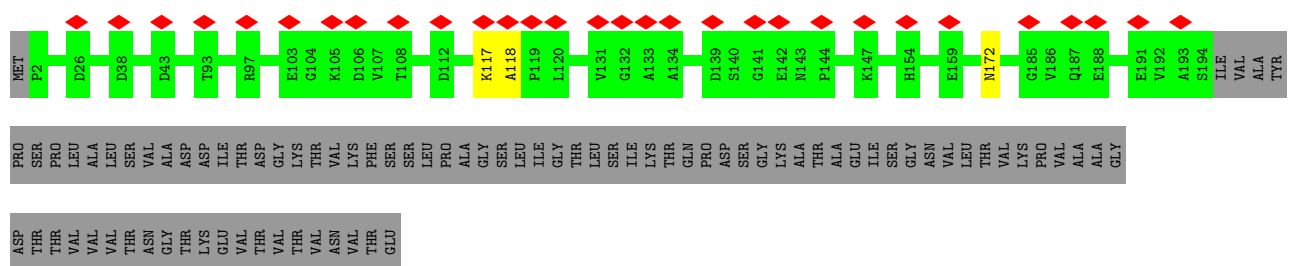 MET P2 D26 D38 D43 T93 R97 E103 G104 K105 D106 V107 T108 D112 K117 A118 P119 L120 V131 G132 A133 A134 D139 S140 G141 E142 N143 P144 K147 H154 E159 N172 G185 V186 Q187 E188 E191 V192 A193 S194 ILE VAL ALA TYR
PRO SER PRO LEU ALA LEU SER VAL ALA ASP ASP ILE THR ASP GLY LYS THR VAL LYS PHE SER SER LEU PRO ALA GLY SER LEU ILE GLY THR LEU SER ILE LYS THR GLN PRO ASP SER GLY LYS ALA THR ALA GLU ILE SER GLY ASN VAL LEU THR VAL LYS PRO VAL ALA ALA GLY
ASP THR THR VAL VAL VAL THR ASN GLY THR LYS GLU VAL THR VAL THR VAL ASN VAL THR GLU